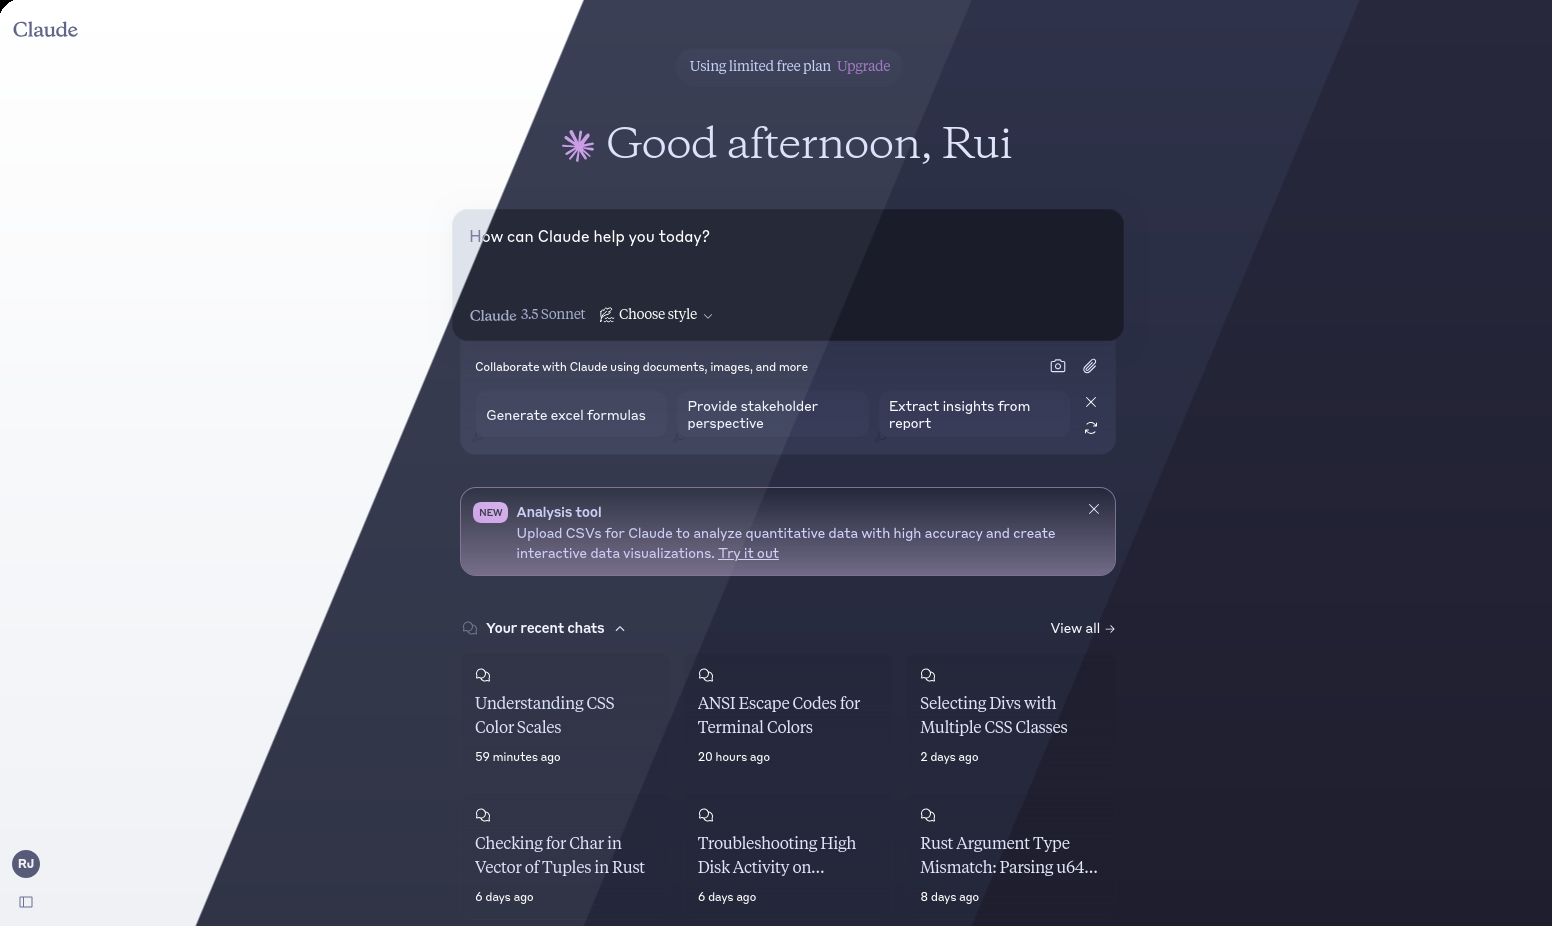 Claude
Using limited free plan Upgrade
Good afternoon, Rui
How can Claude help you today?
Claude 3.5 Sonnet Choose style
Collaborate with Claude using documents, images, and more
Generate excel formulas
Provide stakeholder
perspective
Extract insights from
report
NEW Analysis tool
Upload CSVs for Claude to analyze quantitative data with high accuracy and create
interactive data visualizations. Try it out
Your recent chats
View all →
Understanding CSS
Color Scales
59 minutes ago
ANSI Escape Codes for
Terminal Colors
20 hours ago
Selecting Divs with
Multiple CSS Classes
2 days ago
Checking for Char in
Vector of Tuples in Rust
6 days ago
Troubleshooting High
Disk Activity on...
6 days ago
Rust Argument Type
Mismatch: Parsing u64...
8 days ago
RJ